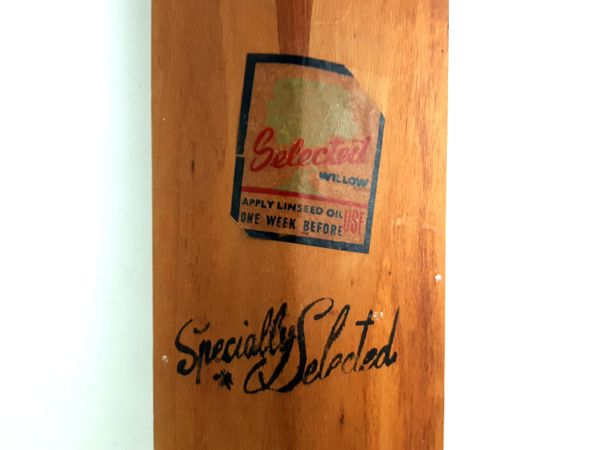 Selected
WILLOW
APPLY LINSEED OIL
ONE WEEK BEFORE USE
Specially Selected